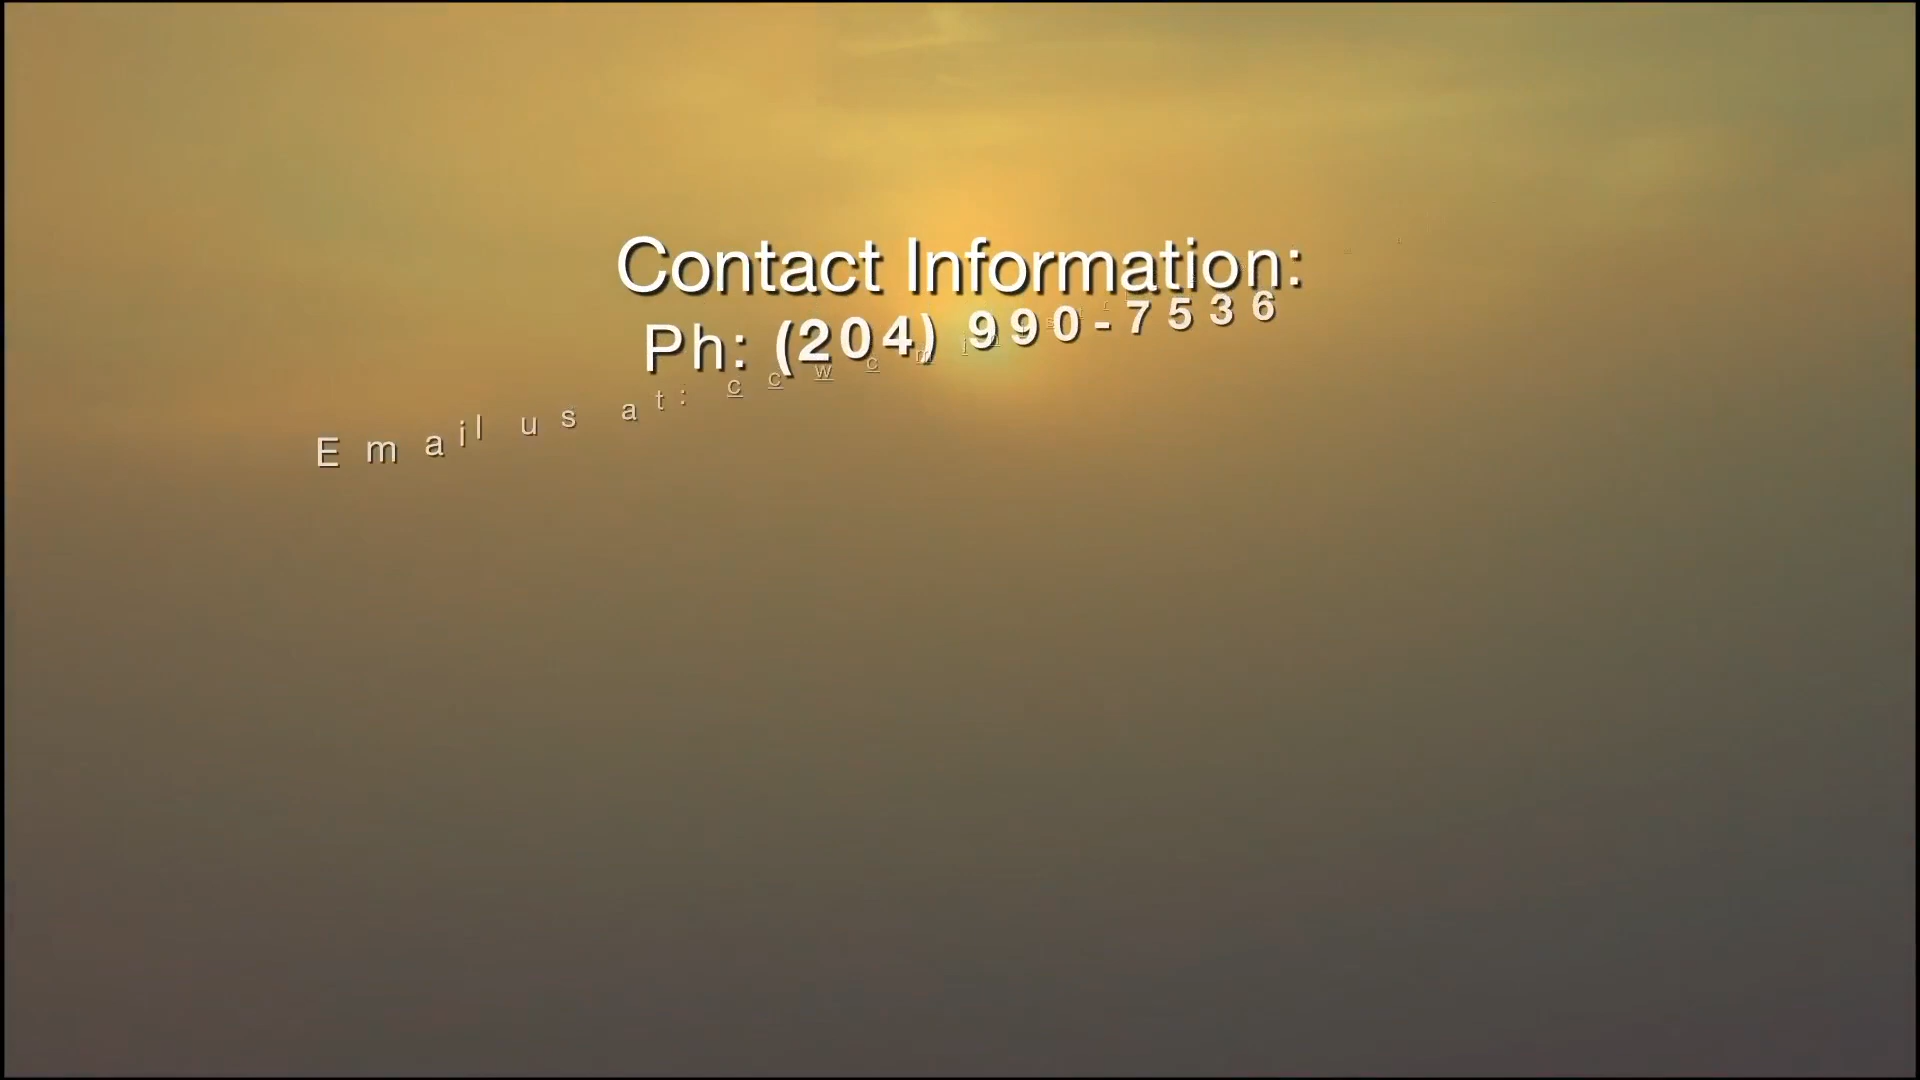 Contact Information:
Ph: (204) 990-7536
Email us at: